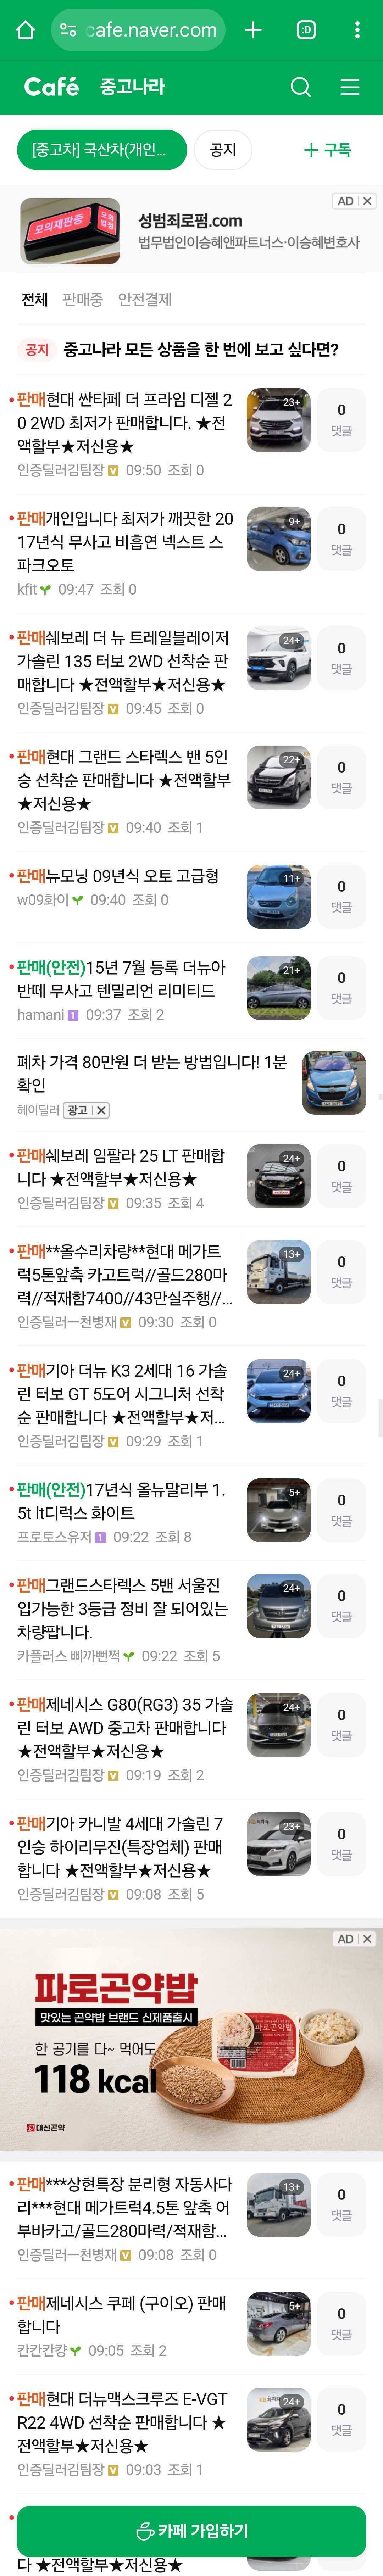 cafe.naver.com
:D
Café 중고나라
[중고차] 국산차(개인...
공지
구독
AD
모의재판중
성범죄로펌.com
법무법인이승혜앤파트너스·이승혜변호사
전체 판매중 안전결제
공지 중고나라 모든 상품을 한 번에 보고 싶다면?
판매현대 싼타페 더 프라임 디젤 2
0 2WD 최저가 판매합니다. ★전
액할부★저신용★
인증딜러김팀장 V 09:50 조회 0
23+
0
댓글
판매개인입니다 최저가 깨끗한 20
17년식 무사고 비흡연 넥스트 스
파크오토
kfit 09:47 조회 0
9+
0
댓글
판매쉐보레 더 뉴 트레일블레이저
가솔린 135 터보 2WD 선착순 판
매합니다 ★전액할부★저신용★
인증딜러김팀장 V 09:45 조회 0
24+
0
댓글
판매현대 그랜드 스타렉스 밴 5인
승 선착순 판매합니다 ★전액할부
★저신용★
인증딜러김팀장 V 09:40 조회 1
22+
0
댓글
판매뉴모닝 09년식 오토 고급형
w09화이 09:40 조회 0
11+
0
댓글
판매(안전)15년 7월 등록 더뉴아
반떼 무사고 텐밀리언 리미티드
hamani 1 09:37 조회 2
21+
0
댓글
폐차 가격 80만원 더 받는 방법입니다! 1분
확인
헤이딜러 광고
판매쉐보레 임팔라 25 LT 판매합
니다 ★전액할부★저신용★
인증딜러김팀장 V 09:35 조회 4
24+
0
댓글
판매**올수리차량**현대 메가트
럭5톤앞축 카고트럭//골드280마
력//적재함7400//43만실주행//...
인증딜러ㅡ천병재 V 09:30 조회 0
13+
0
댓글
판매기아 더뉴 K3 2세대 16 가솔
린 터보 GT 5도어 시그니처 선착
순 판매합니다 ★전액할부★저...
인증딜러김팀장 V 09:29 조회 1
24+
0
댓글
판매(안전)17년식 올뉴말리부 1.
5t lt디럭스 화이트
프로토스유저 1 09:22 조회 8
5+
0
댓글
판매그랜드스타렉스 5밴 서울진
입가능한 3등급 정비 잘 되어있는
차량팝니다.
카플러스 삐까뻔쩍 09:22 조회 5
24+
0
댓글
판매제네시스 G80(RG3) 35 가솔
린 터보 AWD 중고차 판매합니다
★전액할부★저신용★
인증딜러김팀장 V 09:19 조회 2
24+
0
댓글
판매기아 카니발 4세대 가솔린 7
인승 하이리무진(특장업체) 판매
합니다 ★전액할부★저신용★
인증딜러김팀장 V 09:08 조회 5
23+
0
댓글
AD
파로곤약밥
맛있는 곤약밥 브랜드 신제품출시
한 공기를 다~ 먹어도
118 kcal
대신곤약
파로곤약밥
판매***상현특장 분리형 자동사다
리***현대 메가트럭4.5톤 앞축 어
부바카고/골드280마력/적재함...
인증딜러ㅡ천병재 V 09:08 조회 0
13+
0
댓글
판매제네시스 쿠페 (구이오) 판매
합니다
칸칸칸캉 09:05 조회 2
5+
0
댓글
판매현대 더뉴맥스크루즈 E-VGT
R22 4WD 선착순 판매합니다 ★
전액할부★저신용★
인증딜러김팀장 V 09:03 조회 1
24+
0
댓글
카페 가입하기
다 ★전액할부★저신용★